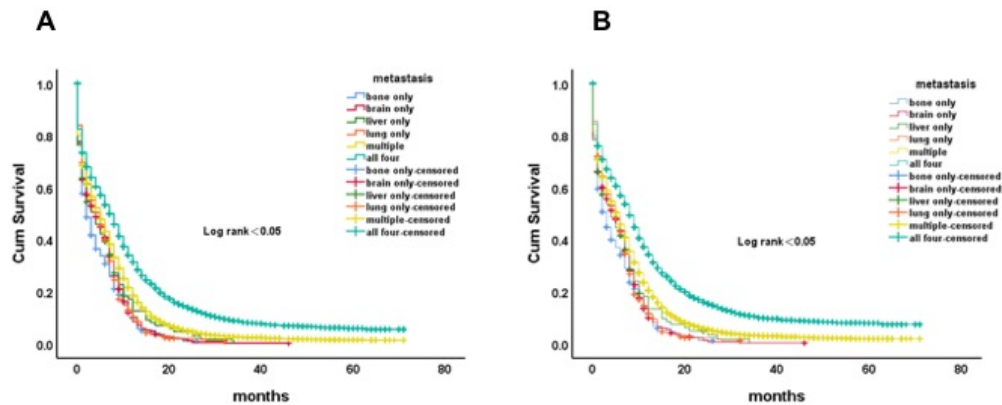 A
Cum Survival
1.0
0.8
0.6
0.4
0.2
0.0
0
20
40
60
80
months
Log rank<0.05
metastasis
bone only
brain only
liver only
lung only
multiple
all four
bone only-censored
brain only-censored
liver only-censored
lung only-censored
multiple-censored
all four-censored
B
Cum Survival
1.0
0.8
0.6
0.4
0.2
0.0
0
20
40
60
80
months
Log rank<0.05
metastasis
bone only
brain only
liver only
lung only
multiple
all four
bone only-censored
brain only-censored
liver only-censored
lung only-censored
multiple-censored
all four-censored